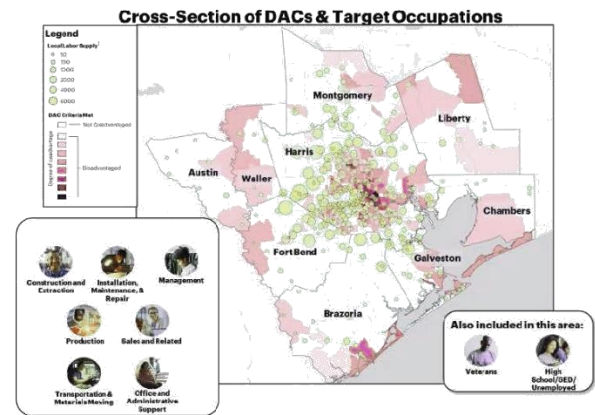 Cross-Section of DACs & Target Occupations
Legend
Local Labor Supply
50
2000
4000
6000
DAC Criteria Met
Not Disadvantaged
Disadvantaged
Degree of disadvantage
Montgomery
Liberty
Harris
Austin
Waller
Chambers
Fort Bend
Galveston
Brazoria
Construction and
Extraction
Installation,
Maintenance, &
Repair
Management
Production
Sales and Related
Transportation &
Materials Moving
Office and
Administrative
Support
Also included in this area:
Veterans
High
School/GED/
Unemployed